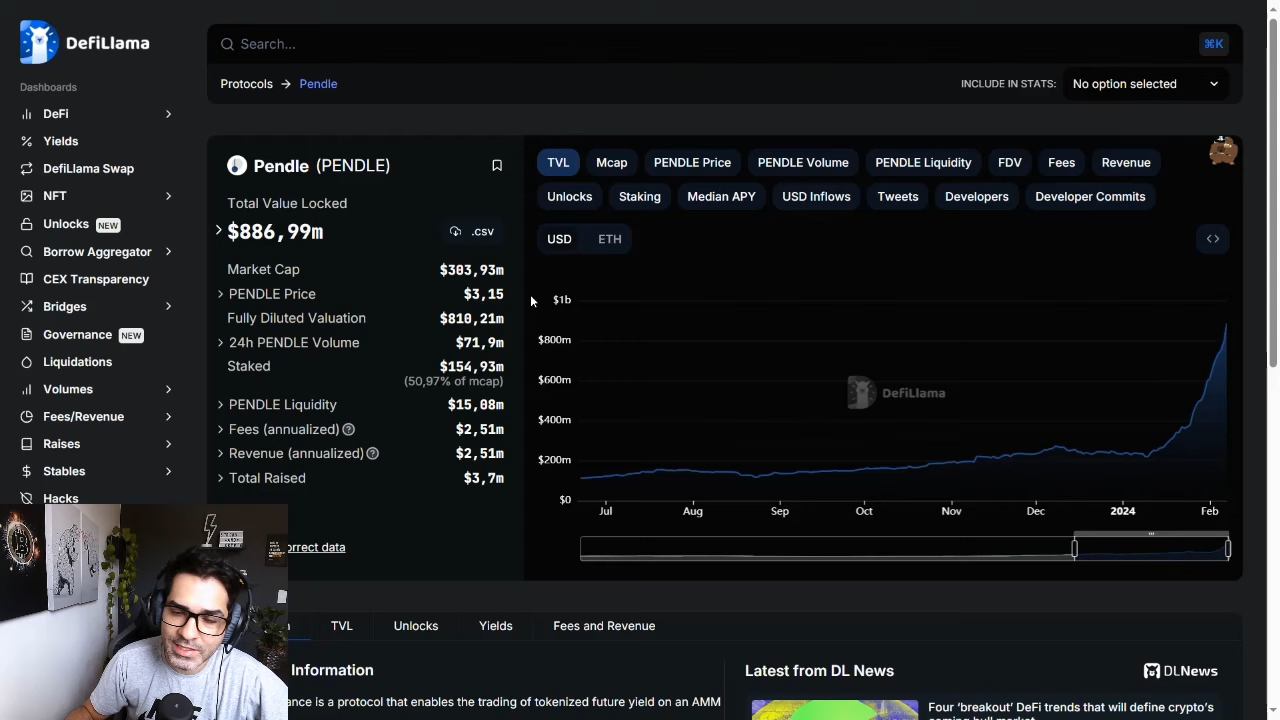 DefiLlama
Dashboards
DeFi
Yields
DefiLlama Swap
NFT
Unlocks NEW
Borrow Aggregator
CEX Transparency
Bridges
Governance NEW
Liquidations
Volumes
Fees/Revenue
Raises
Stables
Hacks
Search...
⌘K
Protocols → Pendle
INCLUDE IN STATS: No option selected
Pendle (PENDLE)
Total Value Locked
$886,99m
.csv
Market Cap $303,93m
PENDLE Price $3,15
Fully Diluted Valuation $810,21m
24h PENDLE Volume $71,9m
Staked $154,93m
(50,97% of mcap)
PENDLE Liquidity $15,08m
Fees (annualized) $2,51m
Revenue (annualized) $2,51m
Total Raised $3,7m
orrect data
TVL Mcap PENDLE Price PENDLE Volume PENDLE Liquidity FDV Fees Revenue
Unlocks Staking Median APY USD Inflows Tweets Developers Developer Commits
USD ETH
$1b
$800m
$600m
$400m
$200m
$0
DefiLlama
Jul Aug Sep Oct Nov Dec 2024 Feb
TVL Unlocks Yields Fees and Revenue
Information
ance is a protocol that enables the trading of tokenized future yield on an AMM
Latest from DL News
DLNews
Four ‘breakout’ DeFi trends that will define crypto’s
coming bull market